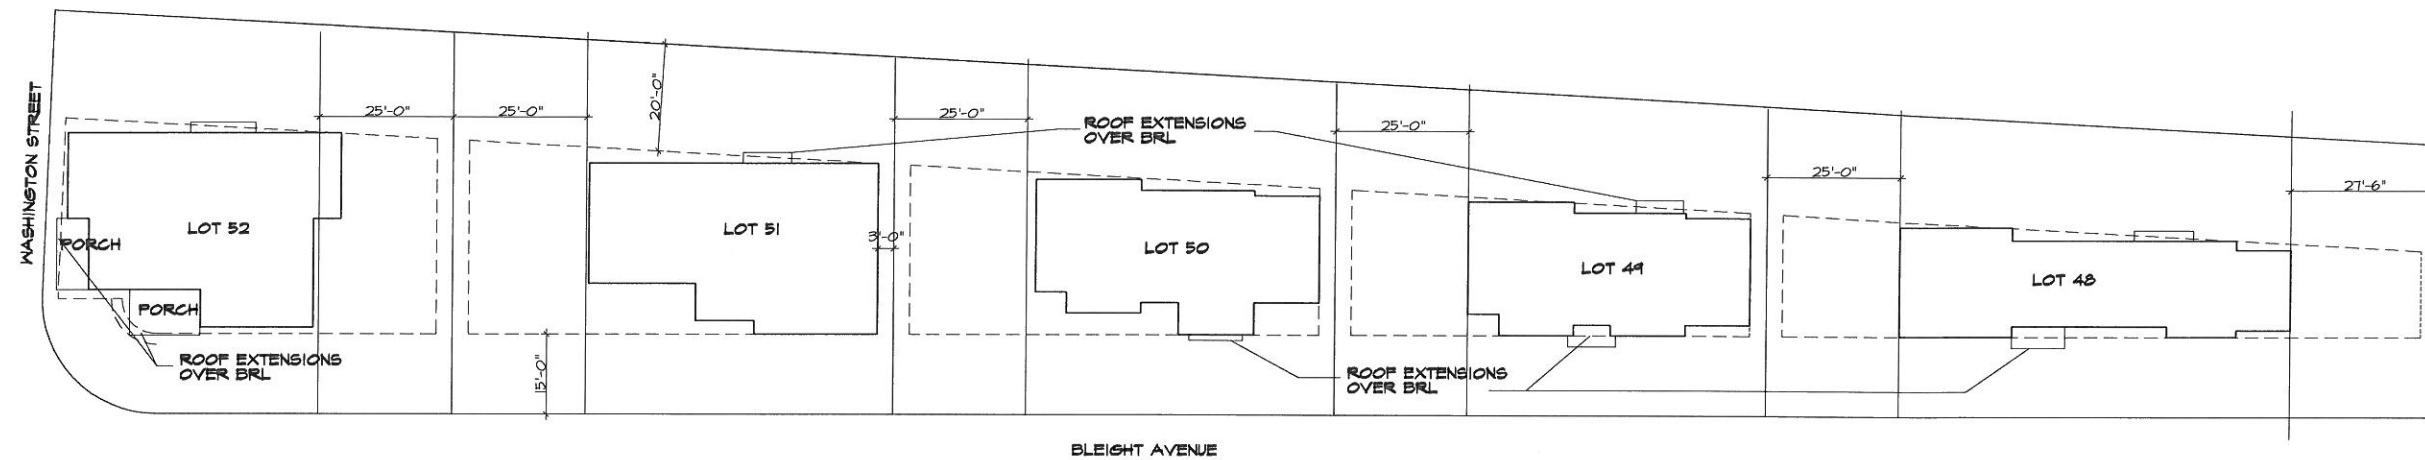 WASHINGTON STREET
25'-0"
25'-0"
20'-0"
25'-0"
ROOF EXTENSIONS
OVER BRL
25'-0"
25'-0"
27'-6"
LOT 52
LOT 51
3'-0"
LOT 50
LOT 49
LOT 48
PORCH
PORCH
ROOF EXTENSIONS
OVER BRL
15'-0"
ROOF EXTENSIONS
OVER BRL
BLEIGHT AVENUE